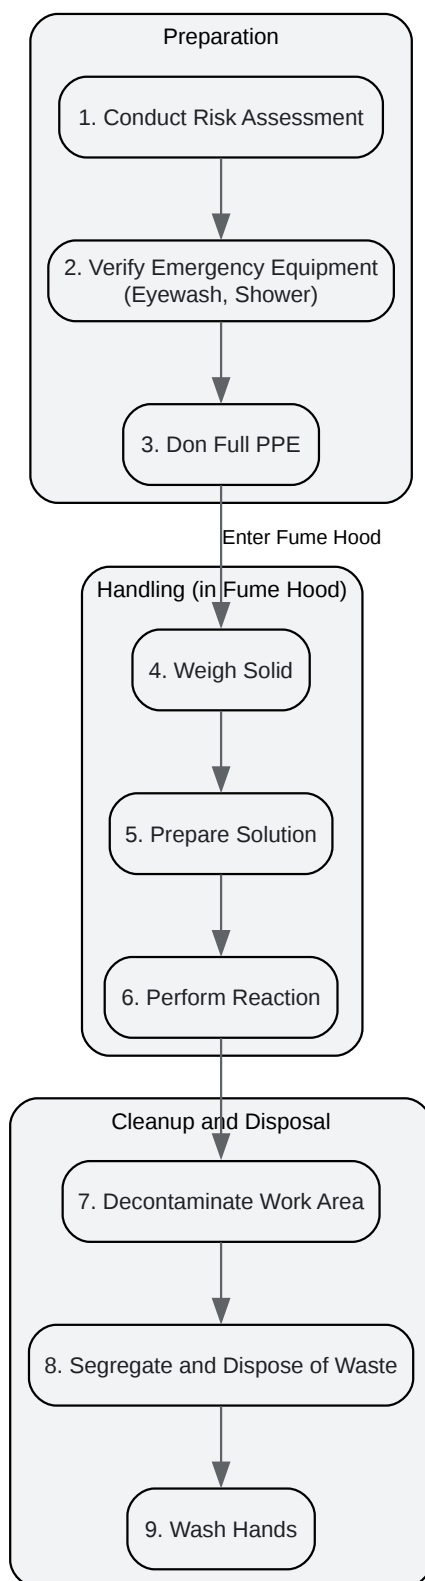 Preparation
1. Conduct Risk Assessment
2. Verify Emergency Equipment
(Eyewash, Shower)
3. Don Full PPE
Enter Fume Hood
Handling (in Fume Hood)
4. Weigh Solid
5. Prepare Solution
6. Perform Reaction
Cleanup and Disposal
7. Decontaminate Work Area
8. Segregate and Dispose of Waste
9. Wash Hands